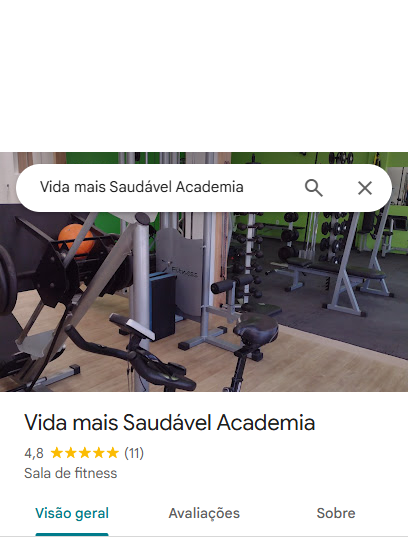 Vida mais Saudável Academia
Vida mais Saudável Academia
4,8 (11)
Sala de fitness
Visão geral
Avaliações
Sobre